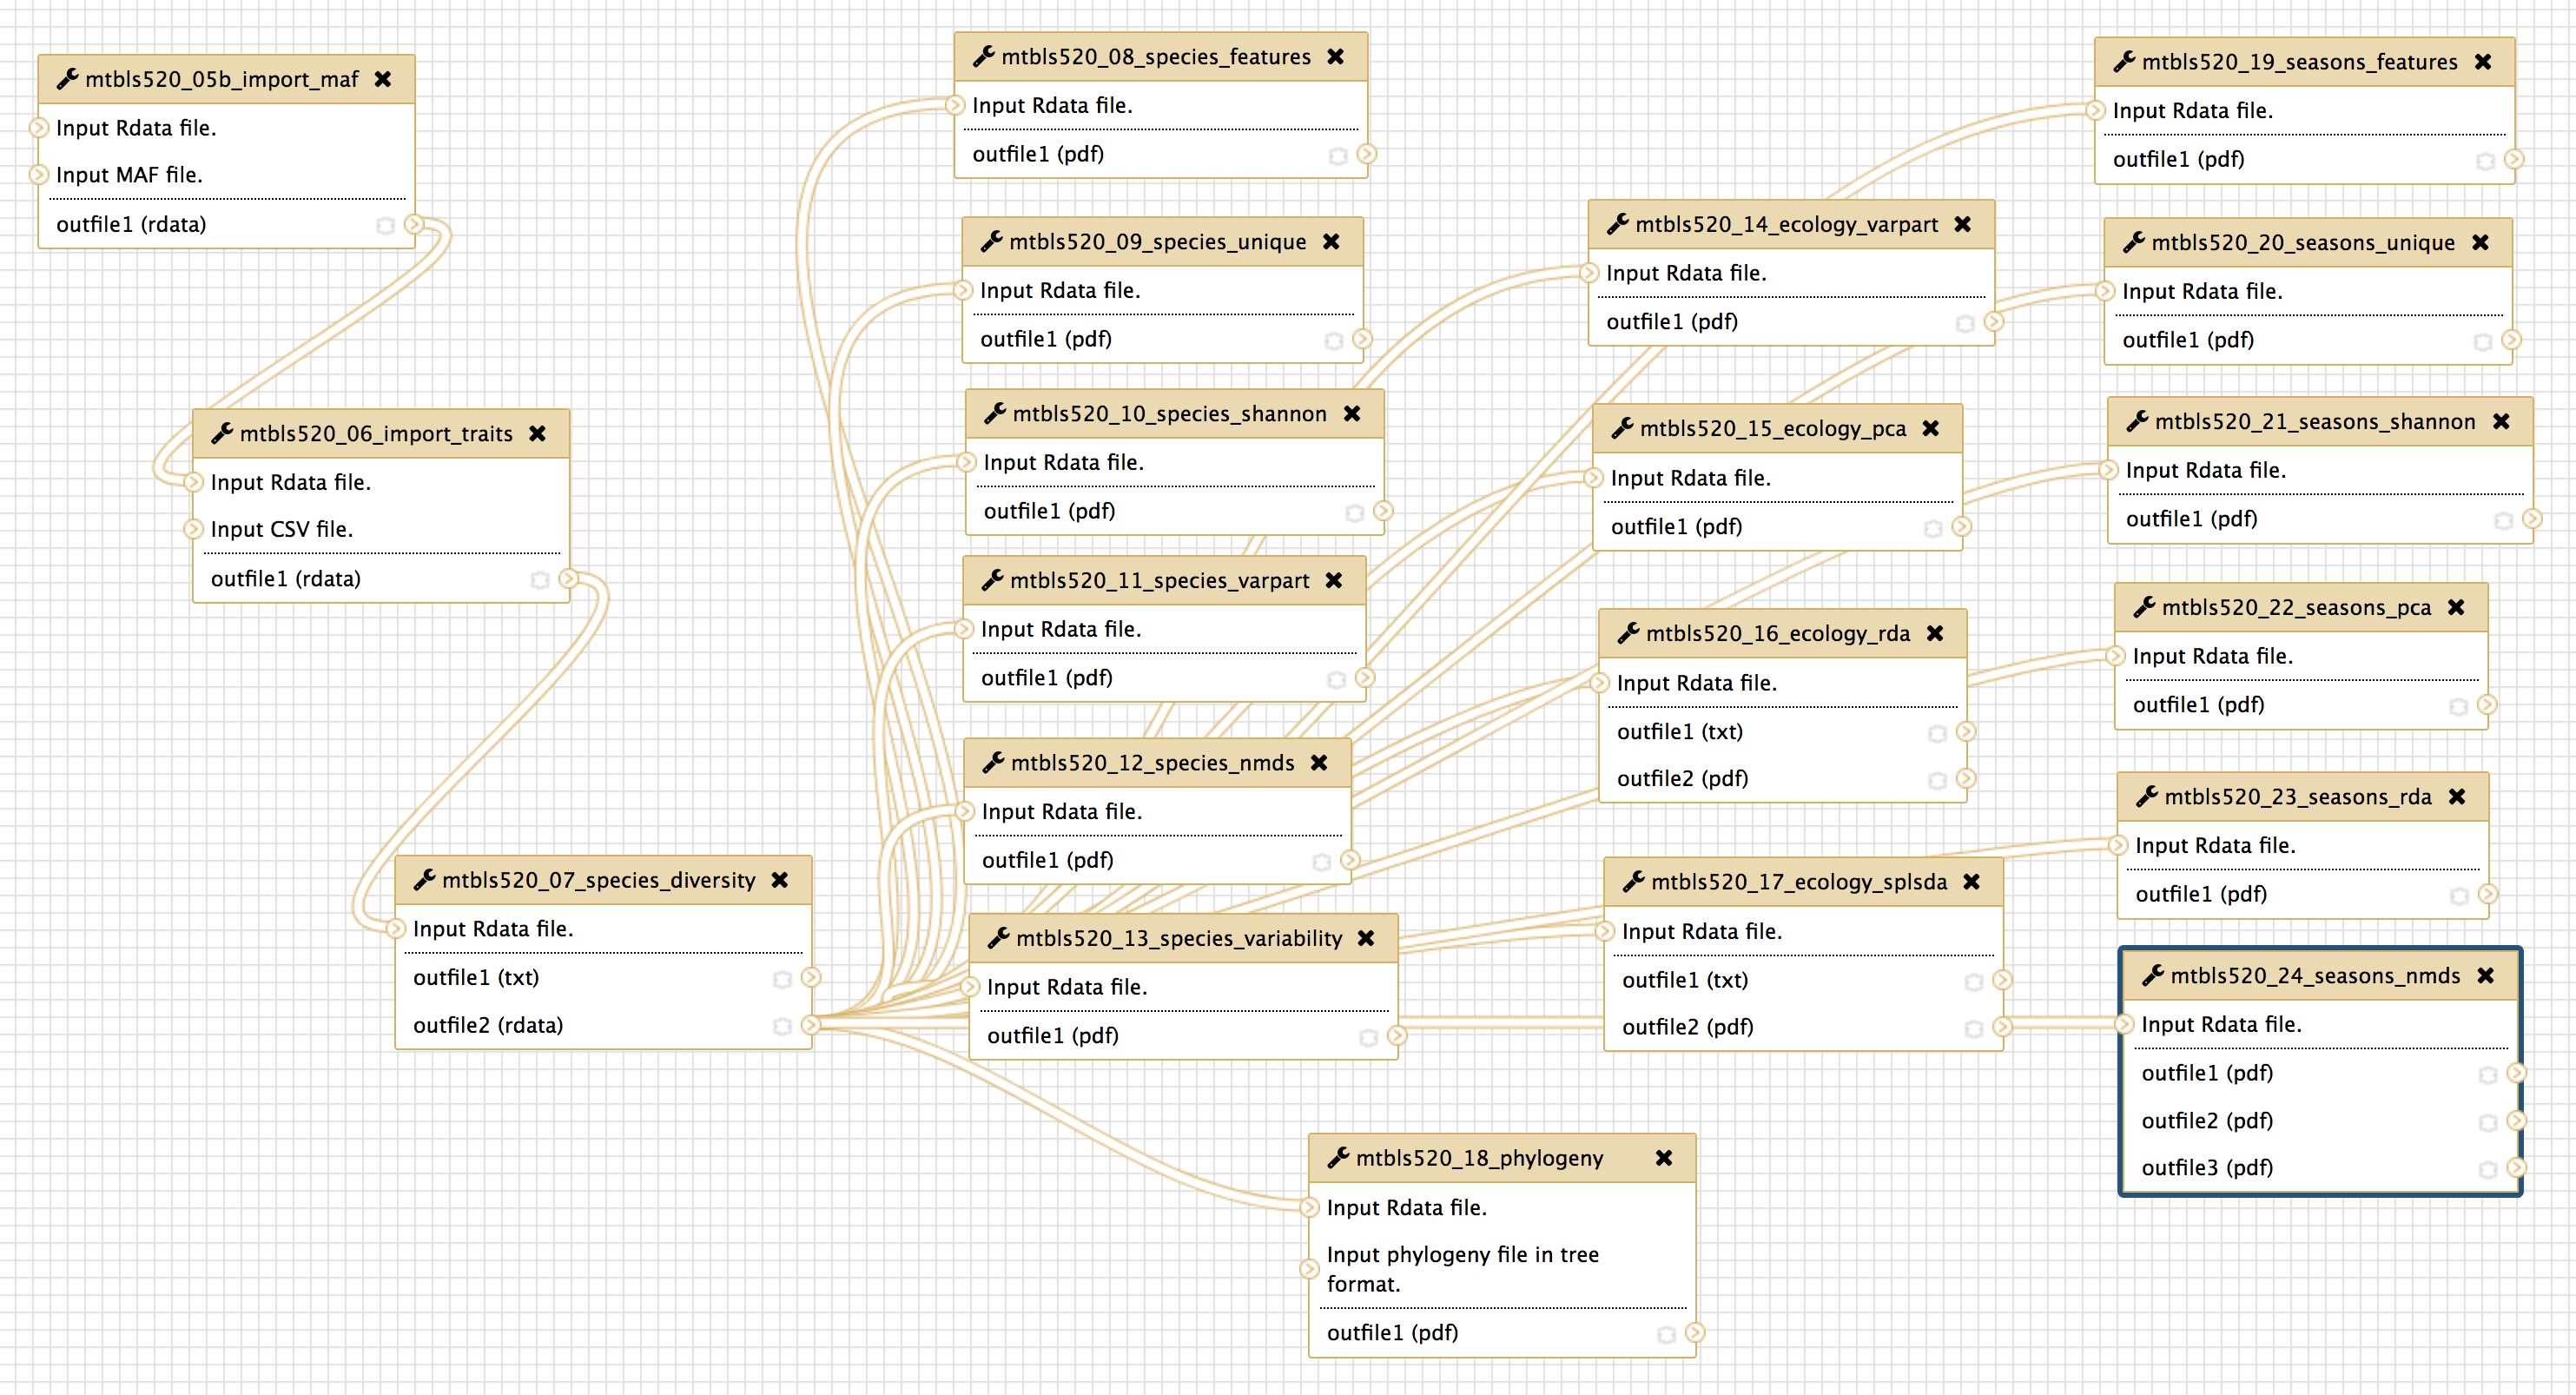 mtbls520_05b_import_maf
Input Rdata file.
Input MAF file.
outfile1 (rdata)
mtbls520_06_import_traits
Input Rdata file.
Input CSV file.
outfile1 (rdata)
mtbls520_07_species_diversity
Input Rdata file.
outfile1 (txt)
outfile2 (rdata)
mtbls520_08_species_features
Input Rdata file.
outfile1 (pdf)
mtbls520_09_species_unique
Input Rdata file.
outfile1 (pdf)
mtbls520_10_species_shannon
Input Rdata file.
outfile1 (pdf)
mtbls520_11_species_varpart
Input Rdata file.
outfile1 (pdf)
mtbls520_12_species_nmds
Input Rdata file.
outfile1 (pdf)
mtbls520_13_species_variability
Input Rdata file.
outfile1 (pdf)
mtbls520_14_ecology_varpart
Input Rdata file.
outfile1 (pdf)
mtbls520_15_ecology_pca
Input Rdata file.
outfile1 (pdf)
mtbls520_16_ecology_rda
Input Rdata file.
outfile1 (txt)
outfile2 (pdf)
mtbls520_17_ecology_splsda
Input Rdata file.
outfile1 (txt)
outfile2 (pdf)
mtbls520_18_phylogeny
Input Rdata file.
Input phylogeny file in tree
format.
outfile1 (pdf)
mtbls520_19_seasons_features
Input Rdata file.
outfile1 (pdf)
mtbls520_20_seasons_unique
Input Rdata file.
outfile1 (pdf)
mtbls520_21_seasons_shannon
Input Rdata file.
outfile1 (pdf)
mtbls520_22_seasons_pca
Input Rdata file.
outfile1 (pdf)
mtbls520_23_seasons_rda
Input Rdata file.
outfile1 (pdf)
mtbls520_24_seasons_nmds
Input Rdata file.
outfile1 (pdf)
outfile2 (pdf)
outfile3 (pdf)